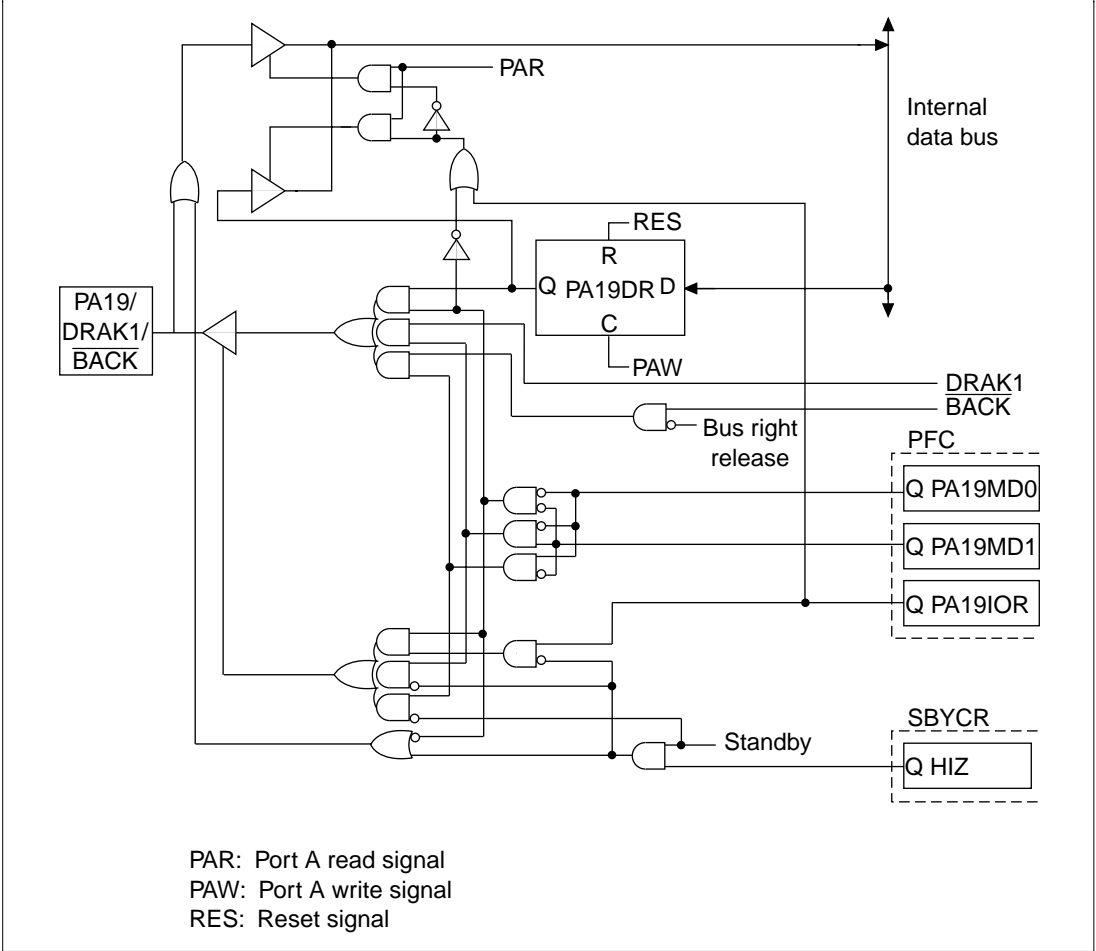 PAR
Internal
data bus
RES
R
Q PA19DR D
C
PAW
PA19/
DRAK1/
BACK
DRAK1
BACK
Bus right
release
PFC
Q PA19MD0
Q PA19MD1
Q PA19IOR
SBYCR
Standby
Q HIZ
PAR: Port A read signal
PAW: Port A write signal
RES: Reset signal